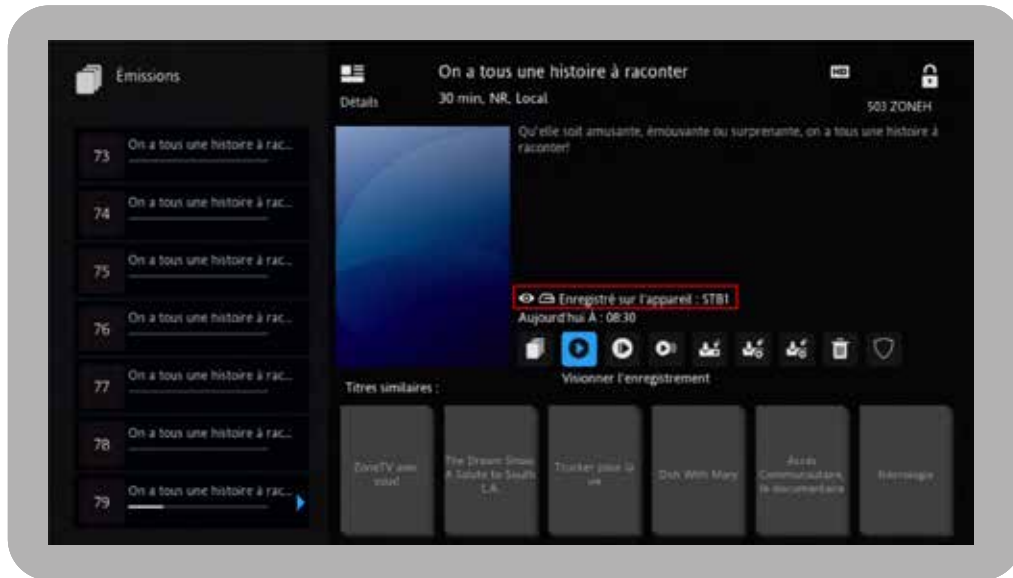 Émissions
73
On a tous une histoire à rac...
74
On a tous une histoire à rac...
75
On a tous une histoire à rac...
76
On a tous une histoire à rac...
77
On a tous une histoire à rac...
78
On a tous une histoire à rac...
79
On a tous une histoire à rac...
Détails
On a tous une histoire à raconter
HD
30 min, NR, Local
503 ZONEH
Qu'elle soit amusante, émouvante ou surprenante, on a tous une histoire à
raconter!
Enregistré sur l'appareil : STB1
Aujourd'hui À : 08:30
Visionner l'enregistrement
Titres similaires :
ZoneTV avec
vous!
The Dream Show:
A Salute to South
L.A.
Trucker pour la
vie
Dish With Mary
Accès
Communautaire,
le documentaire
Nécrologie